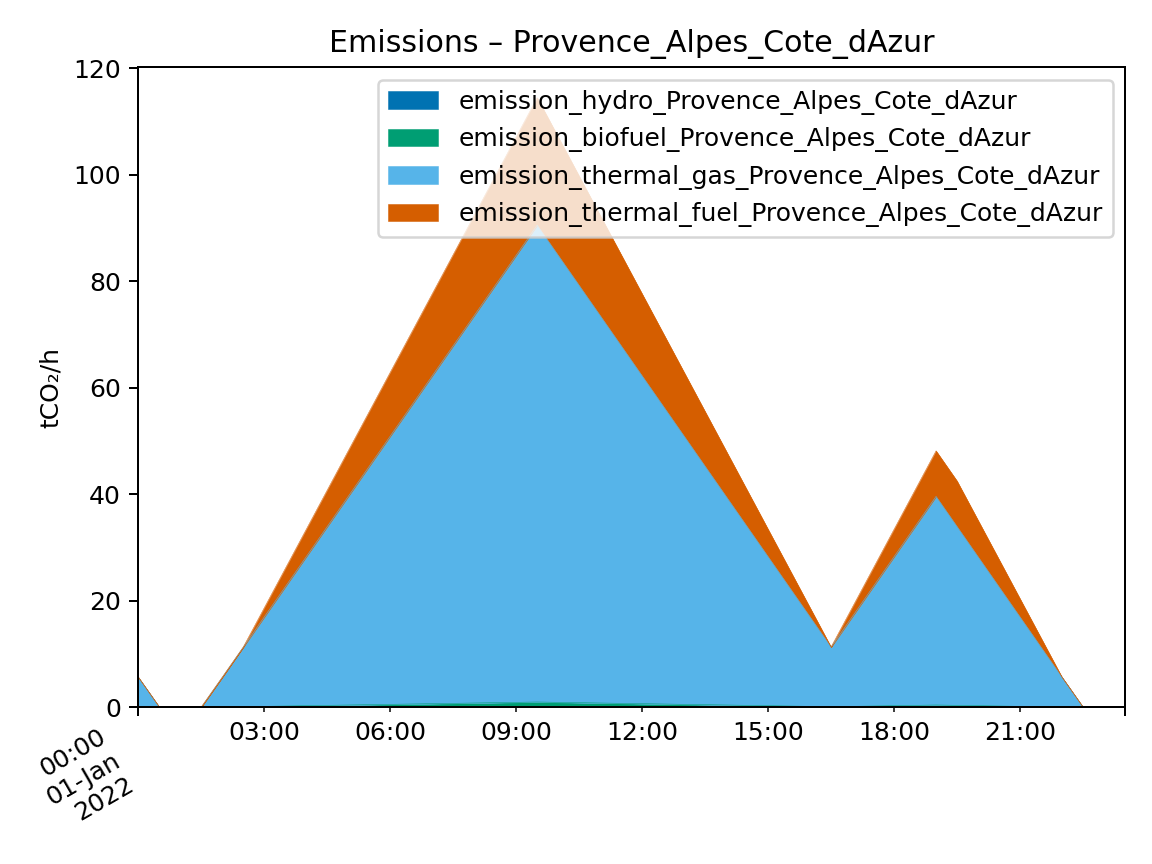 Emissions – Provence_Alpes_Cote_dAzur
120
100
80
60
40
20
0
tCO₂/h
emission_hydro_Provence_Alpes_Cote_dAzur
emission_biofuel_Provence_Alpes_Cote_dAzur
emission_thermal_gas_Provence_Alpes_Cote_dAzur
emission_thermal_fuel_Provence_Alpes_Cote_dAzur
00:00
01-Jan
2022
03:00
06:00
09:00
12:00
15:00
18:00
21:00